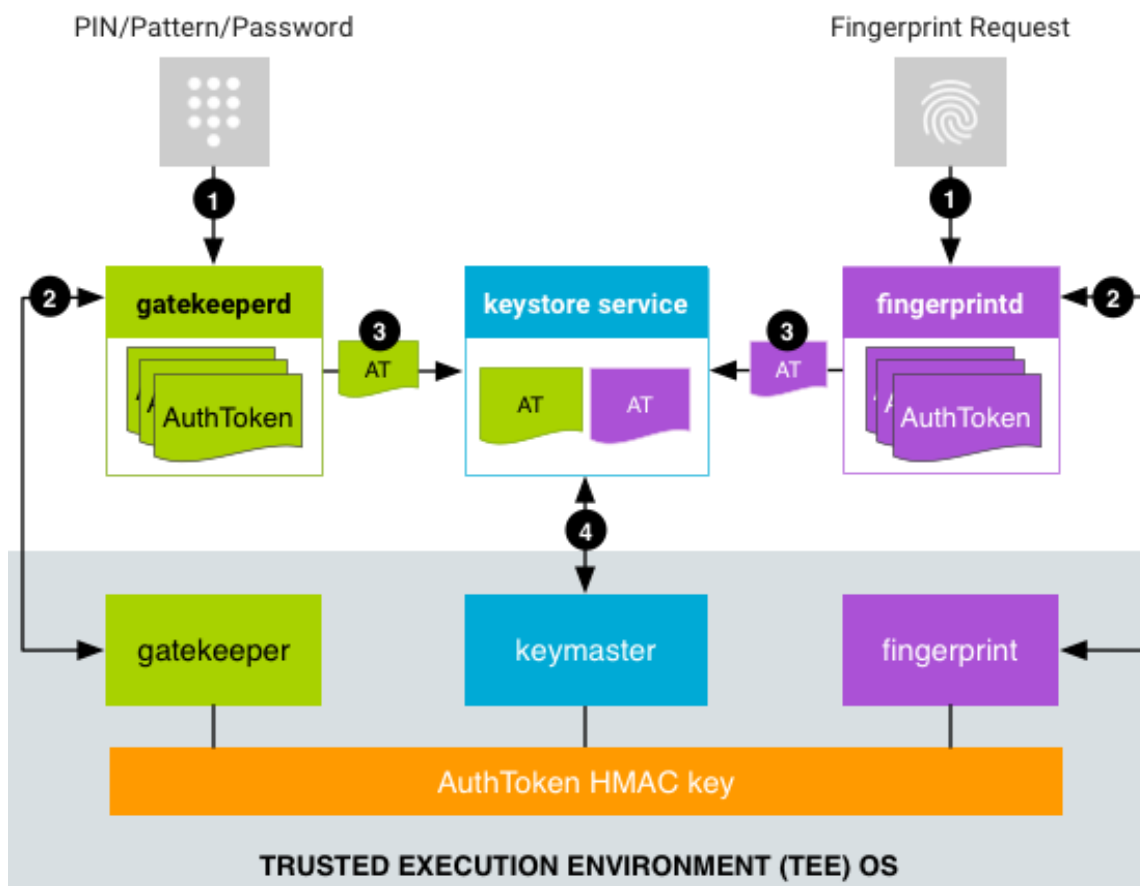 PIN/Pattern/Password
Fingerprint Request
1
1
2
gatekeeperd
keystore service
fingerprintd
2
3
AT
3
AT
A
A
AuthToken
AT
AT
A
A
AuthToken
4
gatekeeper
keymaster
fingerprint
AuthToken HMAC key
TRUSTED EXECUTION ENVIRONMENT (TEE) OS